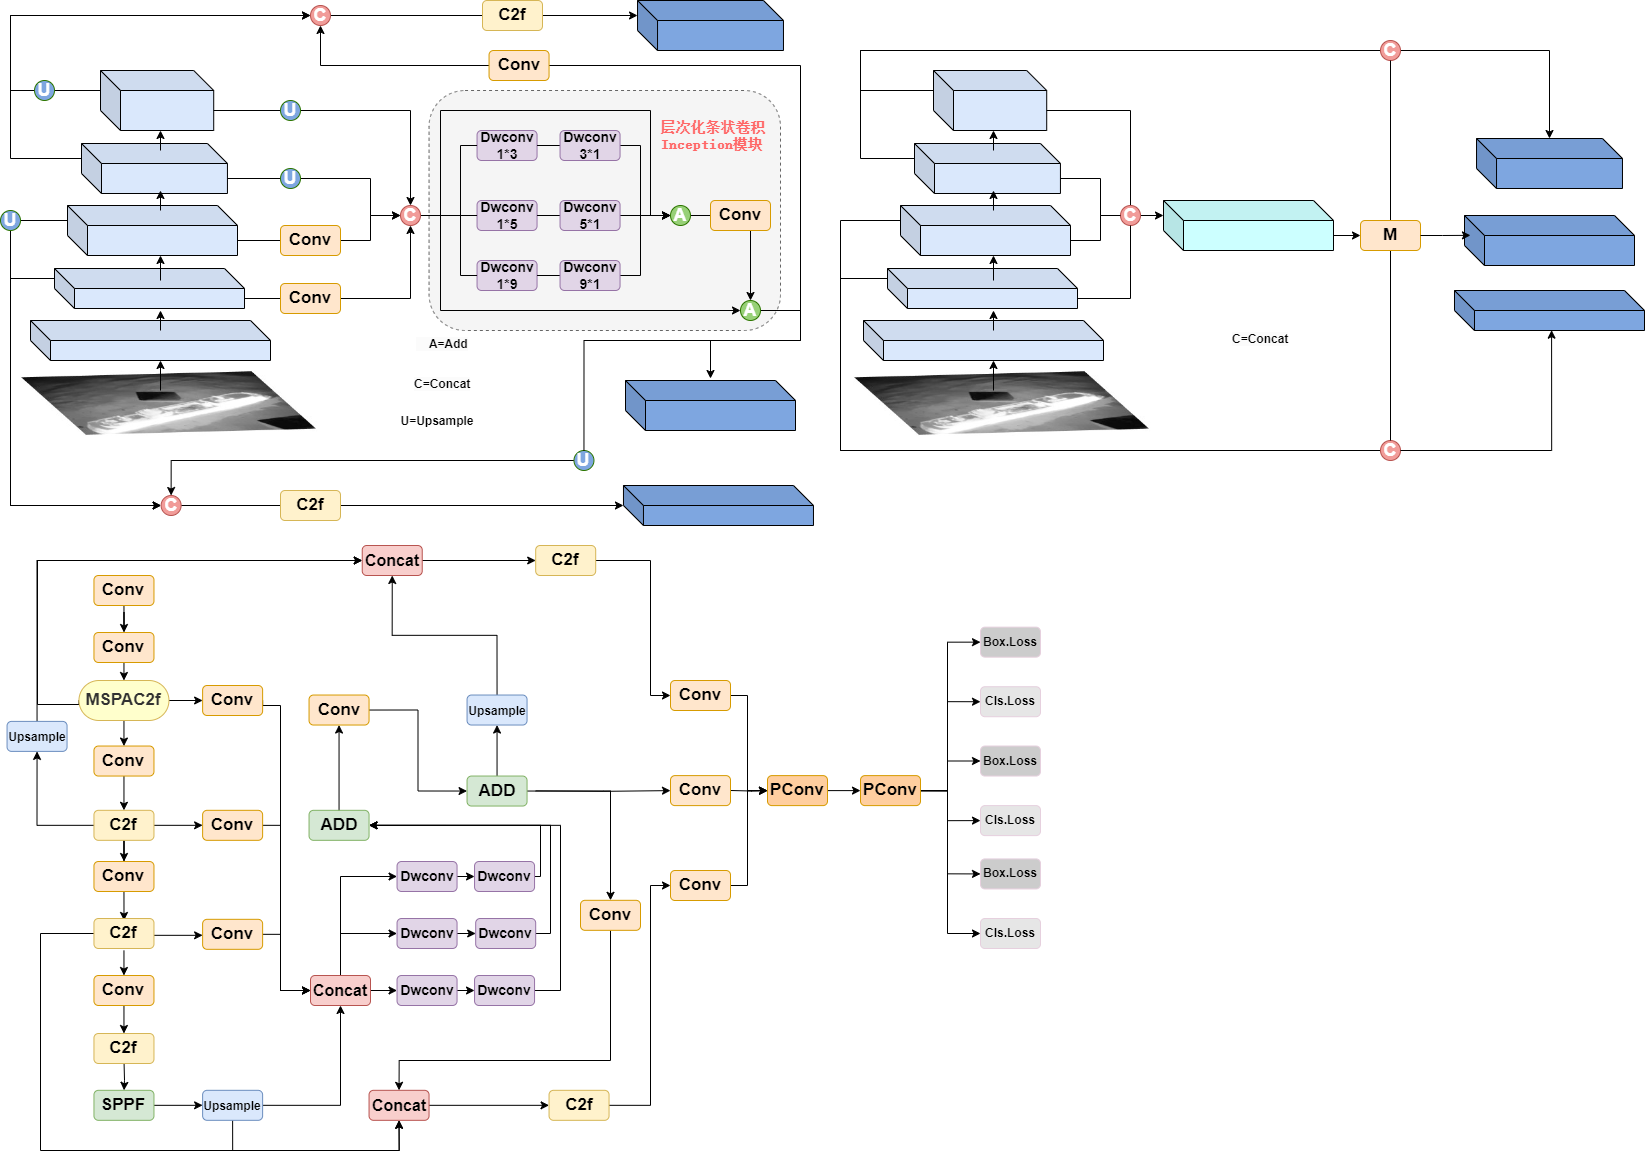 C
C2f
Conv
U
U
层次化条状卷积
Inception模块
Dwconv
1*3
Dwconv
3*1
U
U
C
Dwconv
1*5
Dwconv
5*1
A
Conv
Conv
Dwconv
1*9
Dwconv
9*1
Conv
A
A=Add
C=Concat
U=Upsample
U
C
C2f
C
C
M
C=Concat
C
Concat
C2f
Conv
Conv
MSPAC2f
Conv
Upsample
Conv
C2f
Conv
Conv
C2f
Conv
Conv
C2f
SPPF
Upsample
Conv
Upsample
ADD
ADD
Dwconv
Dwconv
Dwconv
Dwconv
Concat
Dwconv
Dwconv
Conv
Concat
C2f
Conv
Conv
Conv
PConv
PConv
Box.Loss
Cls.Loss
Box.Loss
Cls.Loss
Box.Loss
Cls.Loss